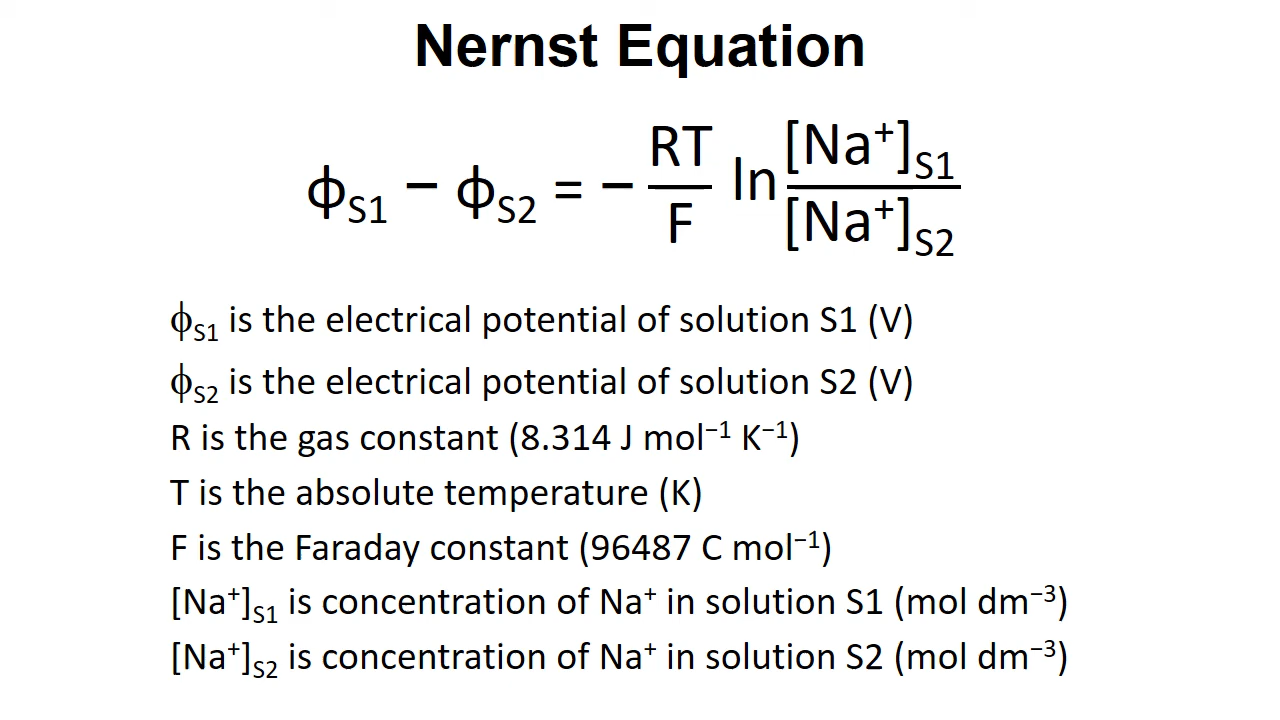 Nernst Equation
ϕS1 − ϕS2 = − RT/F ln [Na⁺]S1/[Na⁺]S2
ϕS1 is the electrical potential of solution S1 (V)
ϕS2 is the electrical potential of solution S2 (V)
R is the gas constant (8.314 J mol⁻¹ K⁻¹)
T is the absolute temperature (K)
F is the Faraday constant (96487 C mol⁻¹)
[Na⁺]S1 is concentration of Na⁺ in solution S1 (mol dm⁻³)
[Na⁺]S2 is concentration of Na⁺ in solution S2 (mol dm⁻³)